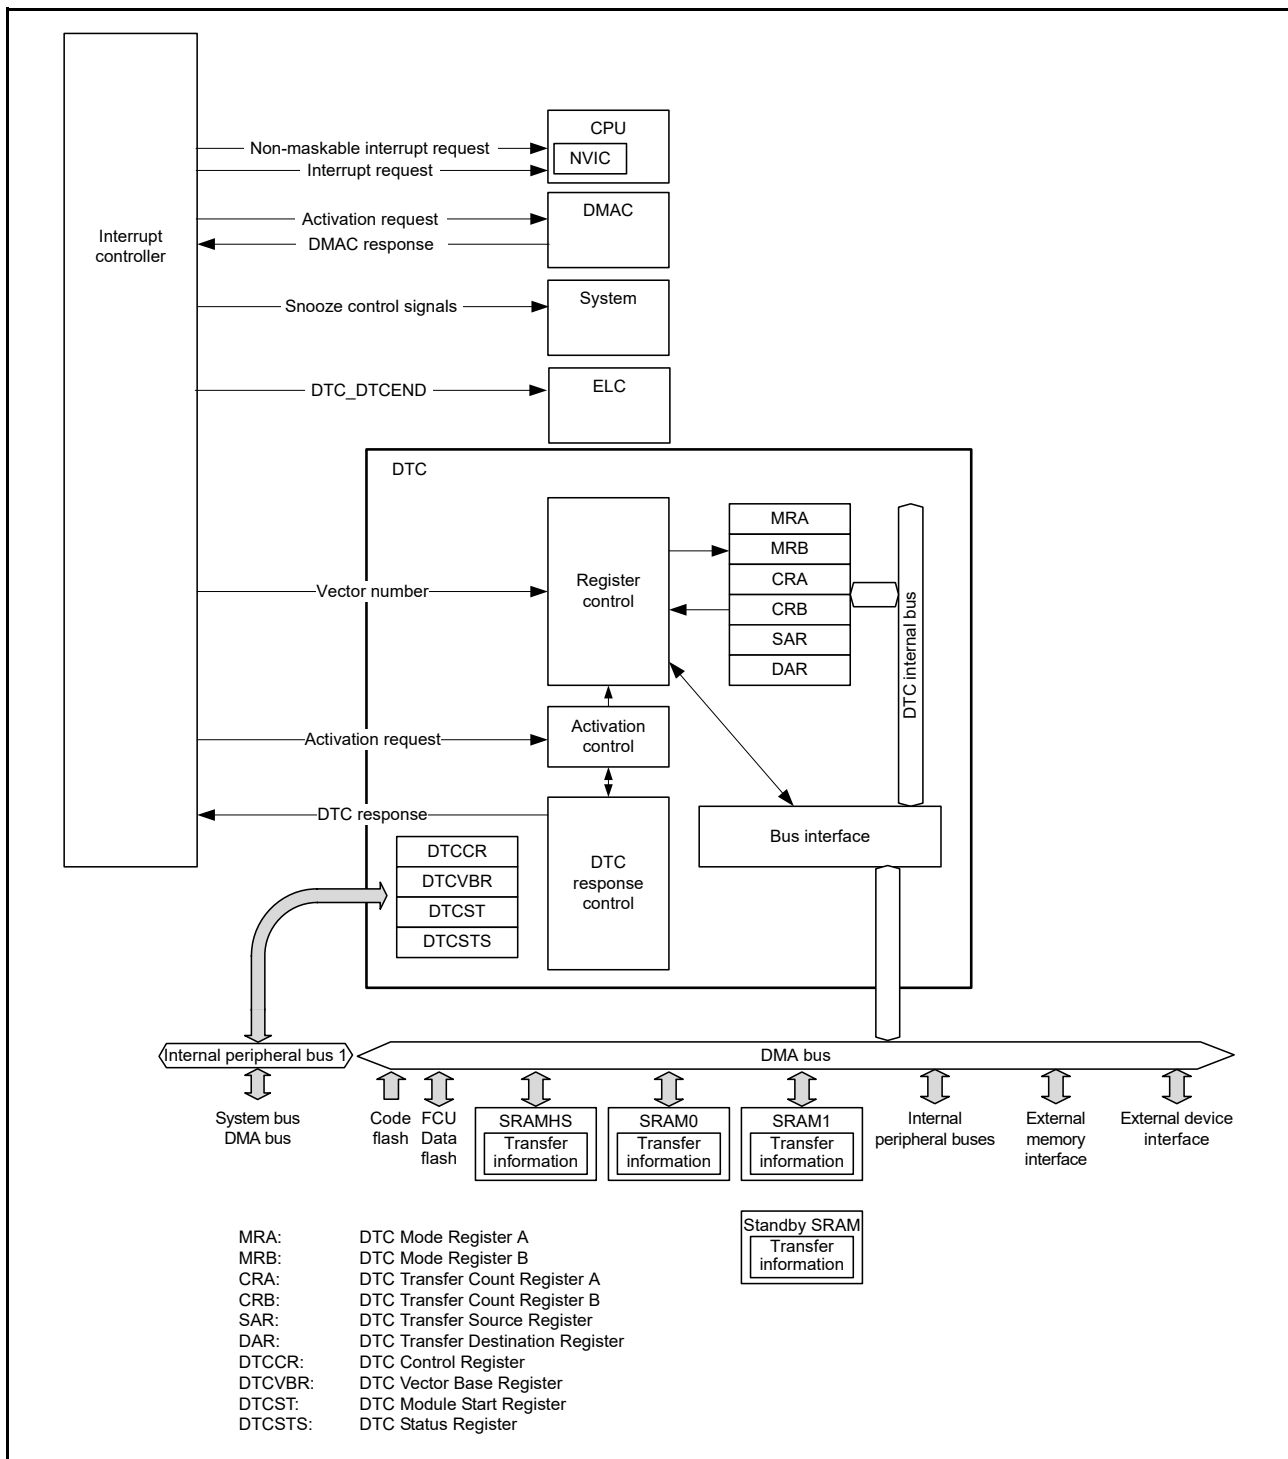 CPU
NVIC
Non-maskable interrupt request
Interrupt request
DMAC
Activation request
DMAC response
Interrupt
controller
System
Snooze control signals
ELC
DTC_DTCEND
DTC
MRA
MRB
CRA
CRB
SAR
DAR
Register
control
Vector number
DTC internal bus
Activation
control
Activation request
DTC response
Bus interface
DTC
response
control
DTCCR
DTCVBR
DTCST
DTCSTS
Internal peripheral bus 1
DMA bus
System bus
DMA bus
Code
flash
FCU
Data
flash
SRAMHS
Transfer
information
SRAM0
Transfer
information
SRAM1
Transfer
information
Internal
peripheral buses
External
memory
interface
External device
interface
Standby SRAM
Transfer
information
MRA: DTC Mode Register A
MRB: DTC Mode Register B
CRA: DTC Transfer Count Register A
CRB: DTC Transfer Count Register B
SAR: DTC Transfer Source Register
DAR: DTC Transfer Destination Register
DTCCR: DTC Control Register
DTCVBR: DTC Vector Base Register
DTCST: DTC Module Start Register
DTCSTS: DTC Status Register